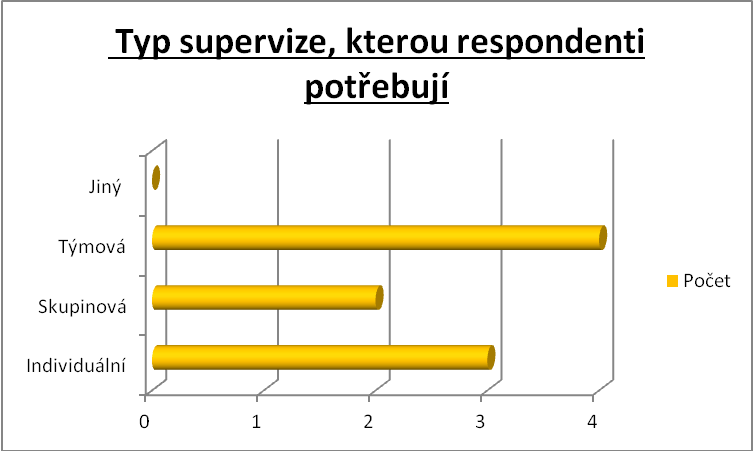 Typ supervize, kterou respondenti
potřebují
Jiný
Týmová
Skupinová
Individuální
0 1 2 3 4
Počet